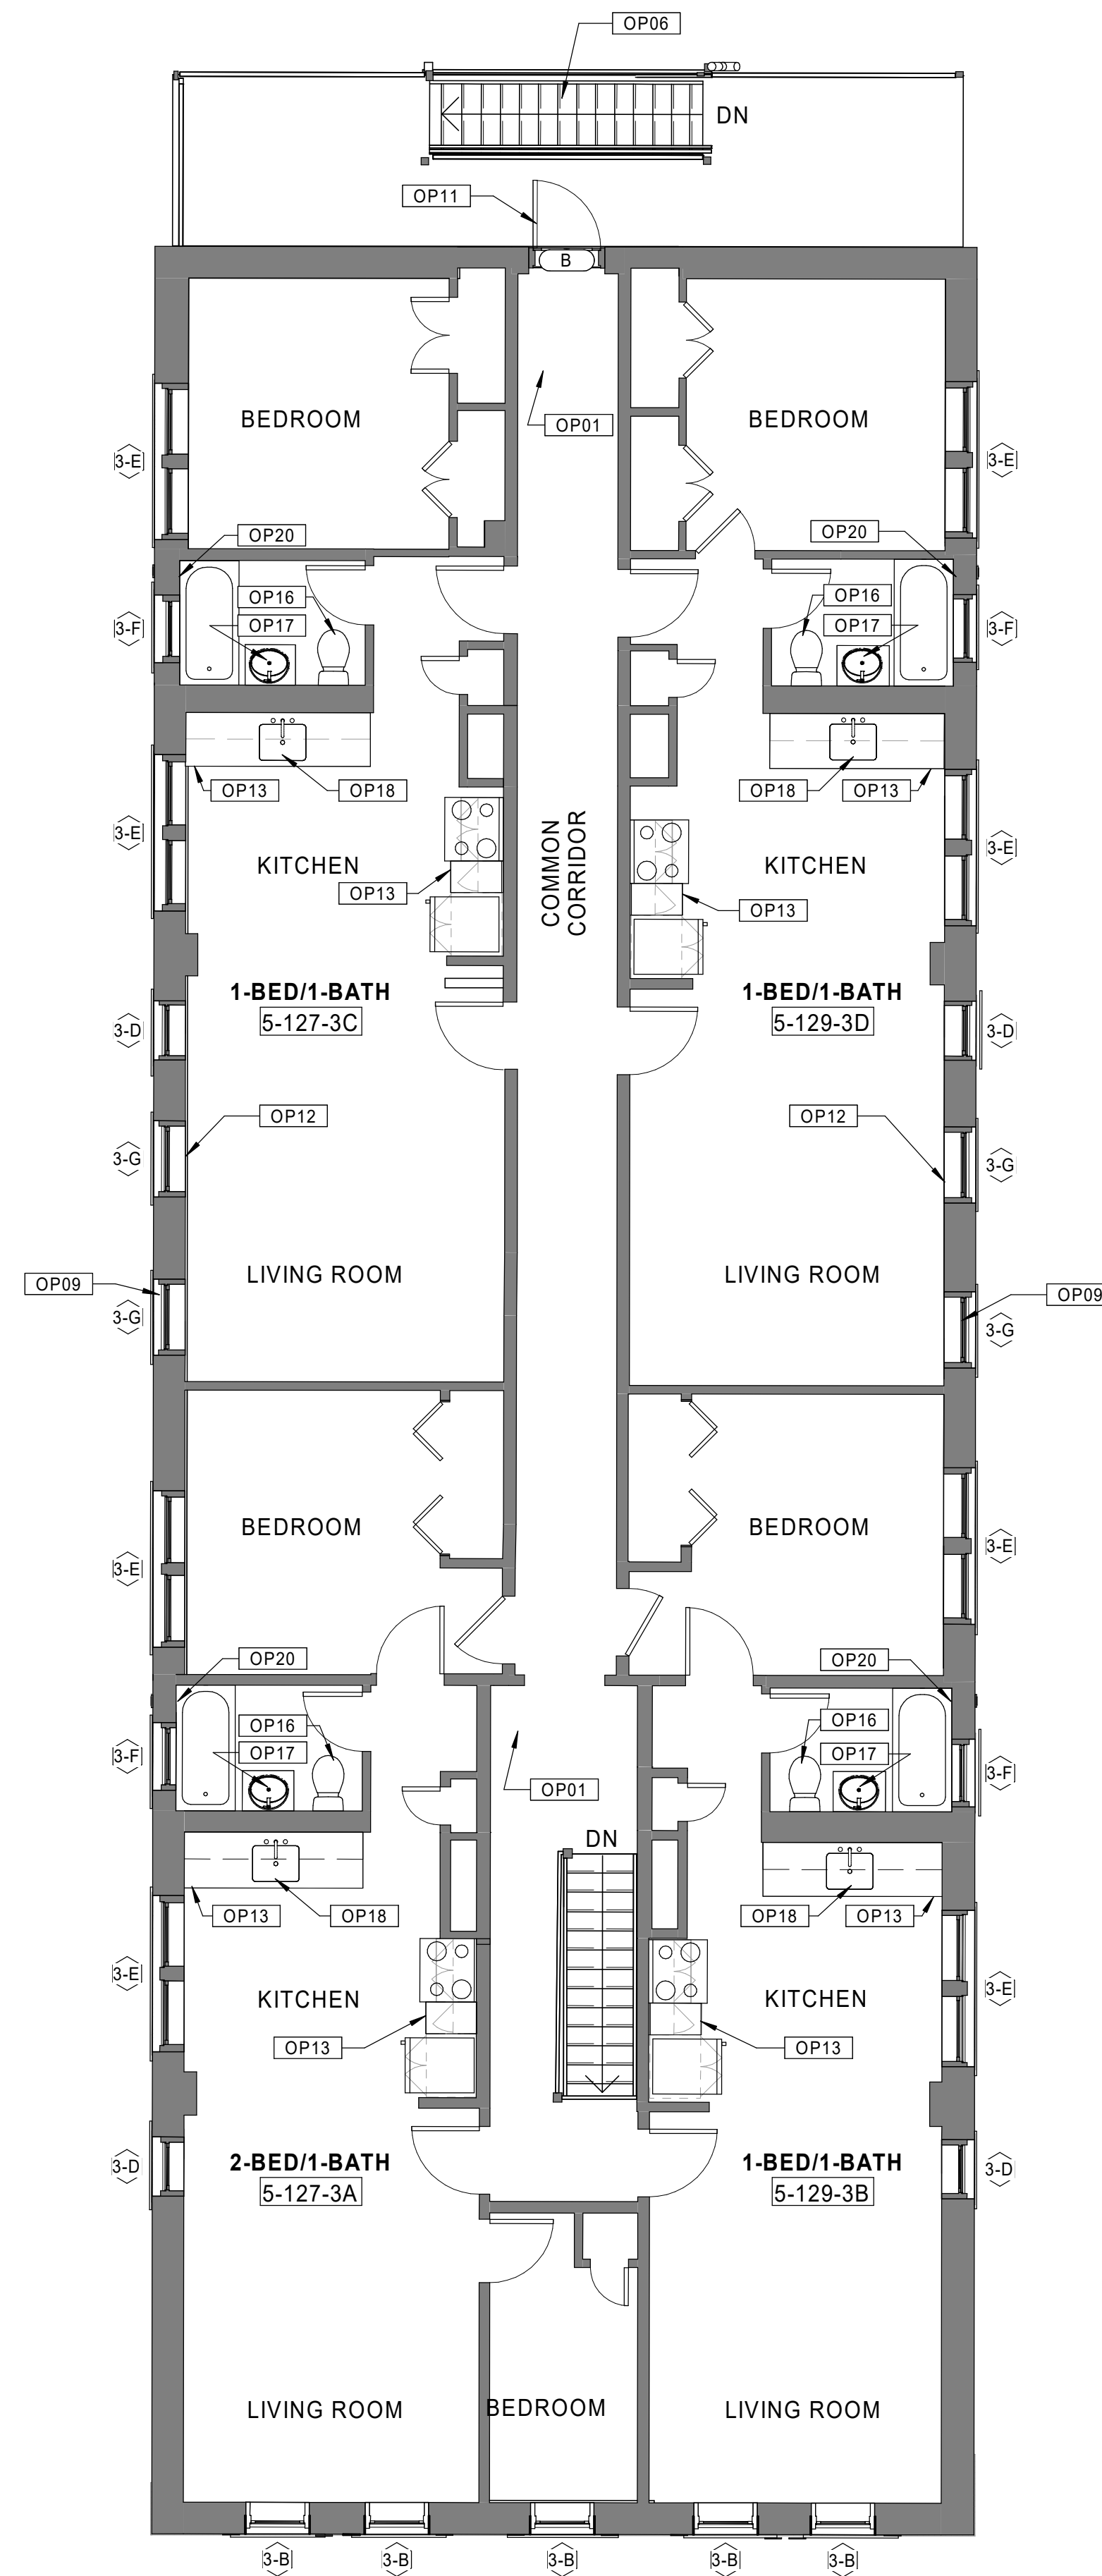 OP06
DN
OP11
B
BEDROOM
BEDROOM
OP01
3-E
3-E
OP20
OP20
OP16
OP16
3-F
OP17
OP17
3-F
OP13
OP18
OP18
OP13
3-E
3-E
KITCHEN
COMMON
CORRIDOR
KITCHEN
OP13
OP13
1-BED/1-BATH
1-BED/1-BATH
5-127-3C
5-129-3D
3-D
3-D
OP12
OP12
3-G
3-G
LIVING ROOM
LIVING ROOM
OP09
OP09
3-G
3-G
BEDROOM
BEDROOM
3-E
3-E
OP20
OP20
OP16
OP16
3-F
OP17
OP17
3-F
OP01
DN
OP13
OP18
OP18
OP13
3-E
3-E
KITCHEN
KITCHEN
OP13
OP13
2-BED/1-BATH
1-BED/1-BATH
3-D
3-D
5-127-3A
5-129-3B
LIVING ROOM
BEDROOM
LIVING ROOM
3-B
3-B
3-B
3-B
3-B